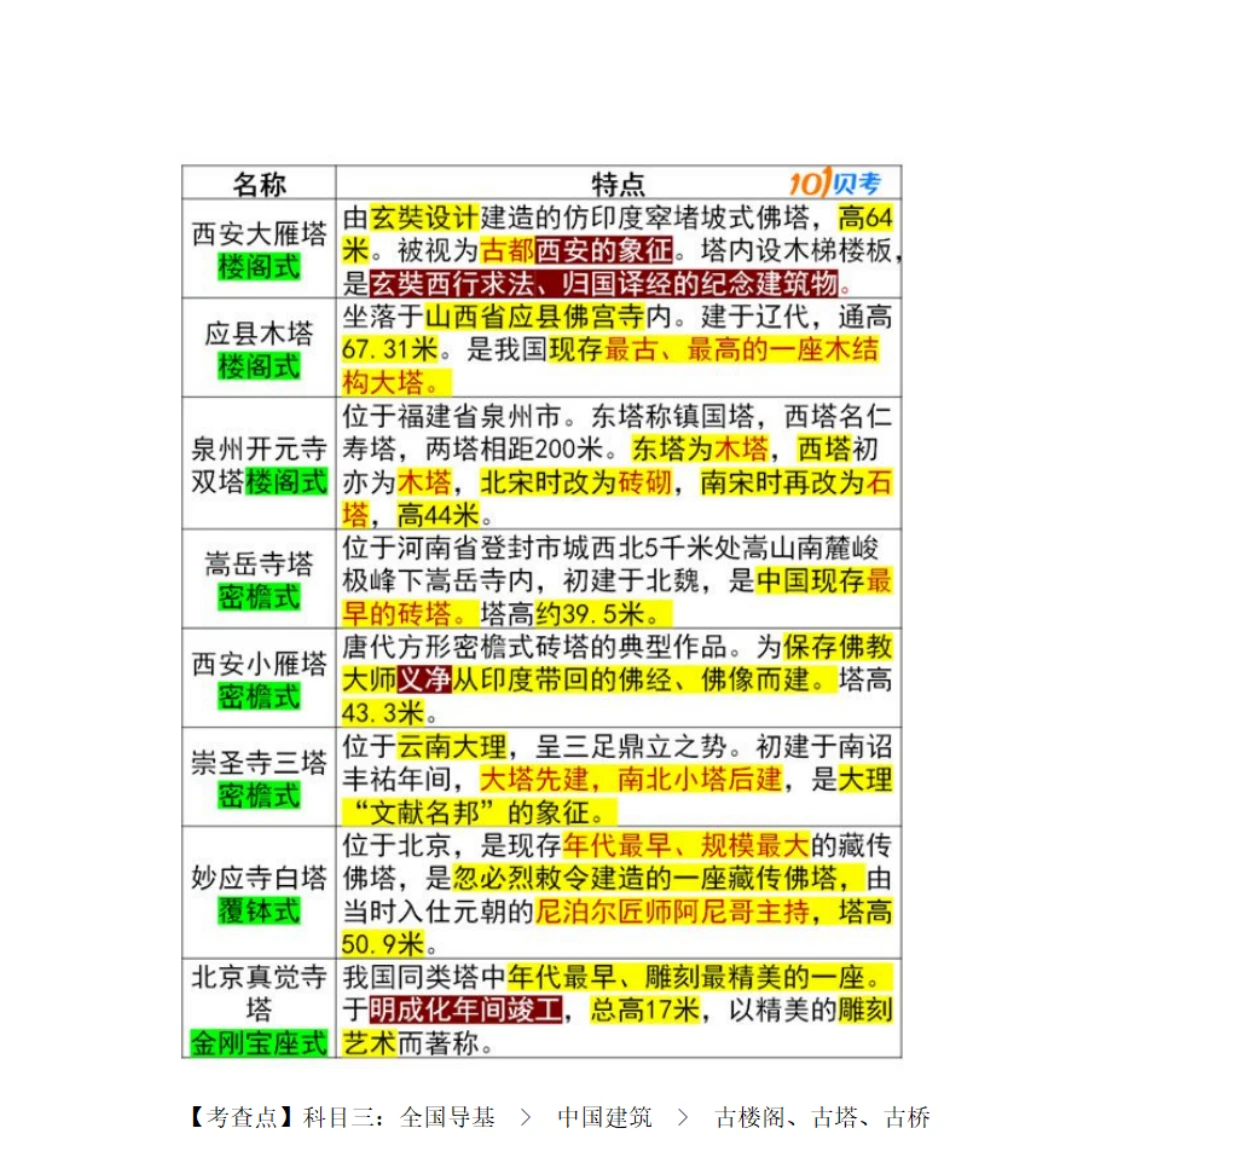 名称
特点
101贝考
西安大雁塔
楼阁式
由玄奘设计建造的仿印度窣堵坡式佛塔，高64
米。被视为古都西安的象征。塔内设木梯楼板，
是玄奘西行求法、归国译经的纪念建筑物。
应县木塔
楼阁式
坐落于山西省应县佛宫寺内。建于辽代，通高
67.31米。是我国现存最古、最高的一座木结
构大塔。
泉州开元寺
双塔楼阁式
位于福建省泉州市。东塔称镇国塔，西塔名仁
寿塔，两塔相距200米。东塔为木塔，西塔初
亦为木塔，北宋时改为砖砌，南宋时再改为石
塔，高44米。
嵩岳寺塔
密檐式
位于河南省登封市城西北5千米处嵩山南麓峻
极峰下嵩岳寺内，初建于北魏，是中国现存最
早的砖塔。塔高约39.5米。
西安小雁塔
密檐式
唐代方形密檐式砖塔的典型作品。为保存佛教
大师义净从印度带回的佛经、佛像而建。塔高
43.3米。
崇圣寺三塔
密檐式
位于云南大理，呈三足鼎立之势。初建于南诏
丰祐年间，大塔先建，南北小塔后建，是大理
“文献名邦”的象征。
妙应寺白塔
覆钵式
位于北京，是现存年代最早、规模最大的藏传
佛塔，是忽必烈敕令建造的一座藏传佛塔，由
当时入仕元朝的尼泊尔匠师阿尼哥主持，塔高
50.9米。
北京真觉寺
塔
金刚宝座式
我国同类塔中年代最早、雕刻最精美的一座。
于明成化年间竣工，总高17米，以精美的雕刻
艺术而著称。
【考查点】科目三：全国导基 > 中国建筑 > 古楼阁、古塔、古桥